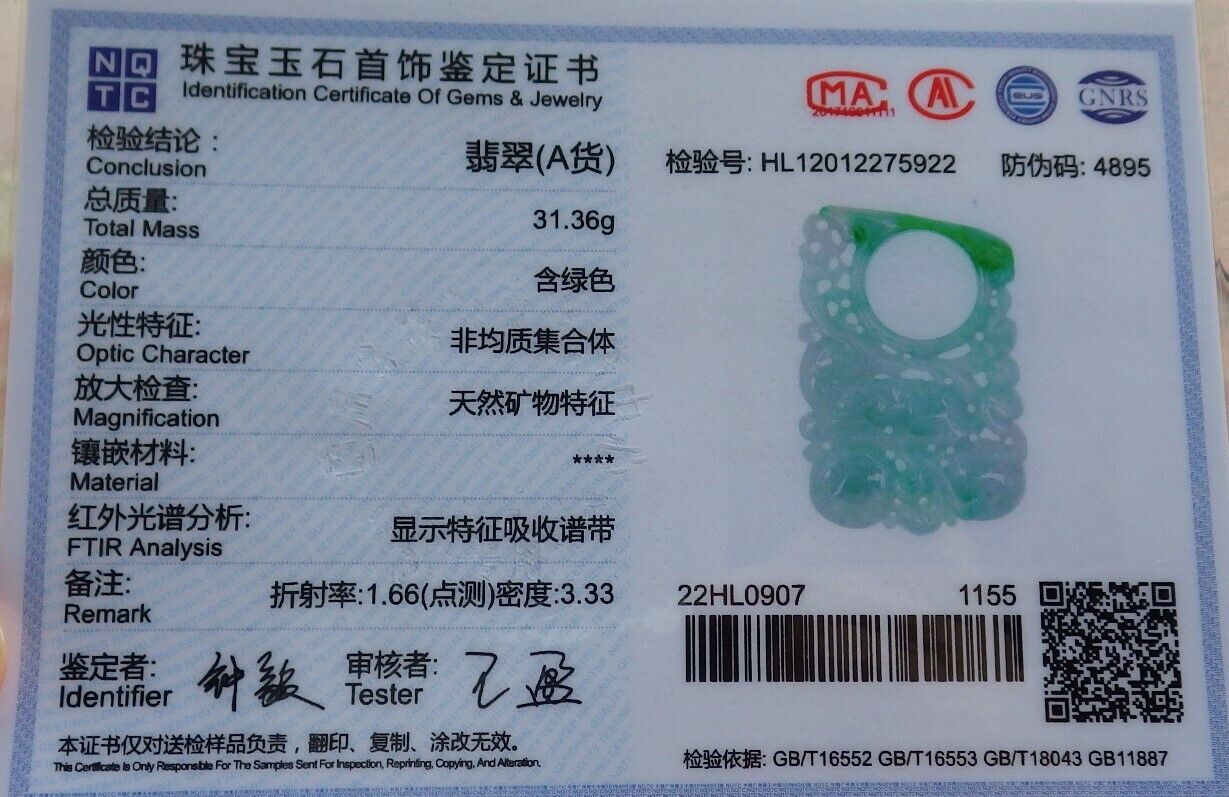 NQ
TC
珠宝玉石首饰鉴定证书
Identification Certificate Of Gems & Jewelry
MA
GNRS
检验结论：
Conclusion
翡翠(A货)
检验号: HL12012275922
防伪码: 4895
总质量:
Total Mass
31.36g
颜色:
Color
含绿色
光性特征:
Optic Character
非均质集合体
放大检查:
Magnification
天然矿物特征
镶嵌材料:
Material
****
红外光谱分析:
FTIR Analysis
显示特征吸收谱带
备注:
Remark
折射率:1.66(点测)密度:3.33
22HL0907
1155
鉴定者:
Identifier
审核者:
Tester
本证书仅对送检样品负责，翻印、复制、涂改无效。
This Certificate Is Only Responsible For The Samples Sent For Inspection, Reprinting, Copying, And Alteration.
检验依据: GB/T16552 GB/T16553 GB/T18043 GB11887